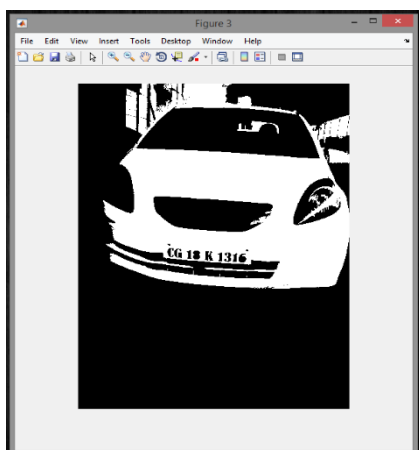 Figure 3
File Edit View Insert Tools Desktop Window Help
CG 18 K 1316